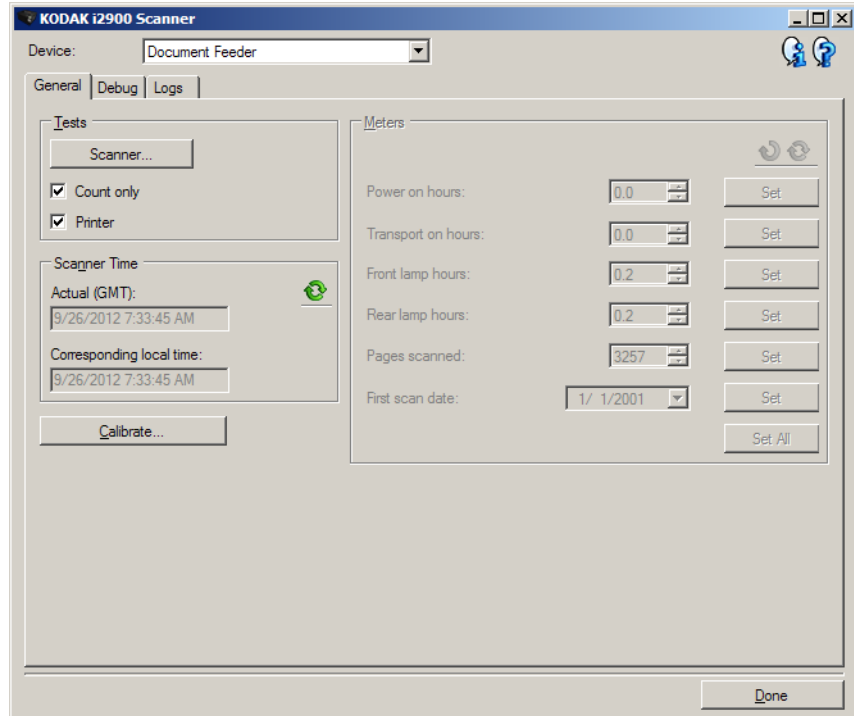 KODAK i2900 Scanner
Device: Document Feeder
General Debug Logs
Tests
Scanner...
Count only
Printer
Scanner Time
Actual (GMT):
9/26/2012 7:33:45 AM
Corresponding local time:
9/26/2012 7:33:45 AM
Calibrate...
Meters
Power on hours: 0.0 Set
Transport on hours: 0.0 Set
Front lamp hours: 0.2 Set
Rear lamp hours: 0.2 Set
Pages scanned: 3257 Set
First scan date: 1/ 1/2001 Set
Set All
Done